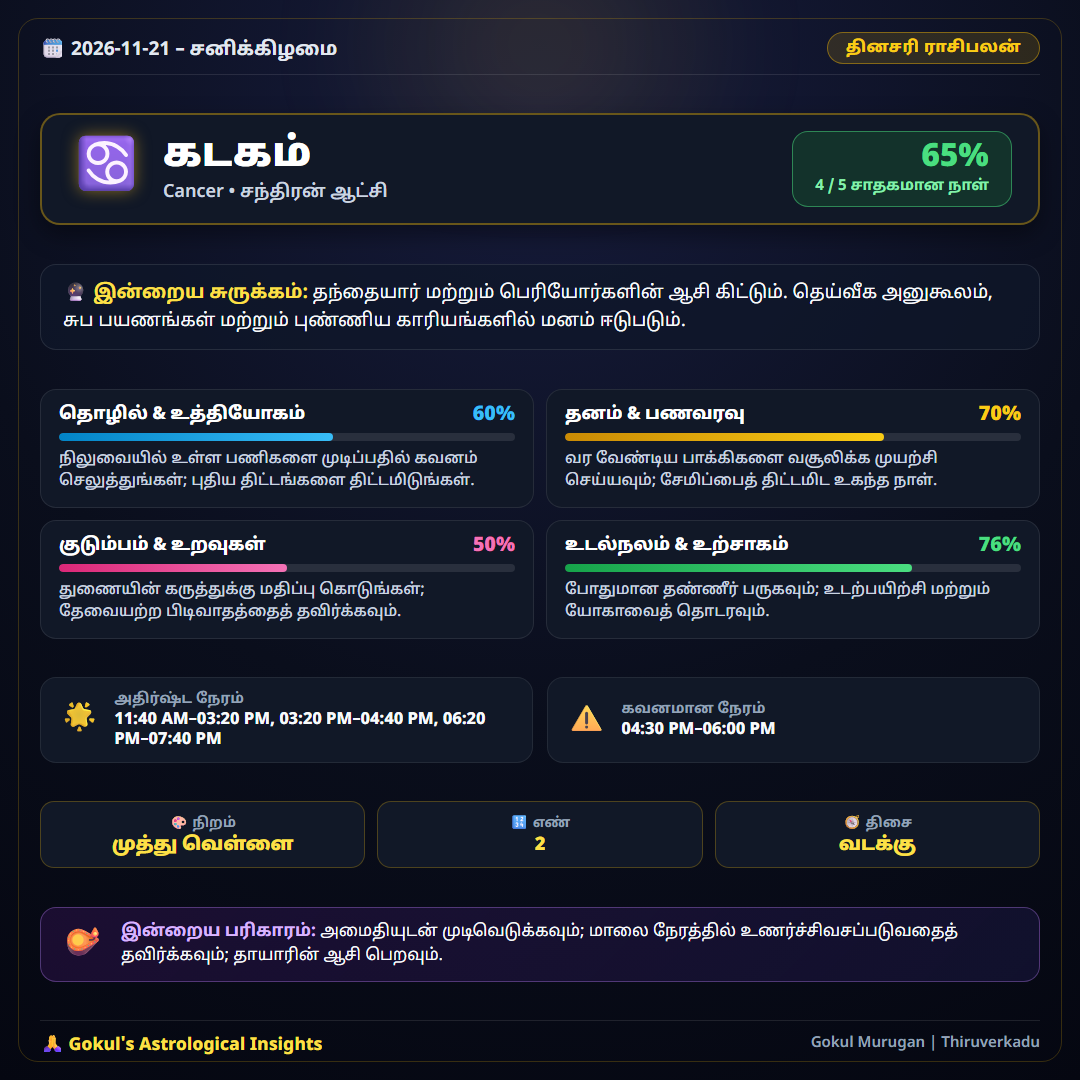 2026-11-21 – சனிக்கிழமை
தினசரி ராசிபலன்
கடகம்
Cancer • சந்திரன் ஆட்சி
65%
4 / 5 சாதகமான நாள்
இன்றைய சுருக்கம்: தந்தையார் மற்றும் பெரியோர்களின் ஆசி கிட்டும். தெய்வீக அனுகூலம்,
சுப பயணங்கள் மற்றும் புண்ணிய காரியங்களில் மனம் ஈடுபடும்.
தொழில் & உத்தியோகம் 60%
நிலுவையில் உள்ள பணிகளை முடிப்பதில் கவனம்
செலுத்துங்கள்; புதிய திட்டங்களை திட்டமிடுங்கள்.
தனம் & பணவரவு 70%
வர வேண்டிய பாக்கிகளை வசூலிக்க முயற்சி
செய்யவும்; சேமிப்பைத் திட்டமிட உகந்த நாள்.
குடும்பம் & உறவுகள் 50%
துணையின் கருத்துக்கு மதிப்பு கொடுங்கள்;
தேவையற்ற பிடிவாதத்தைத் தவிர்க்கவும்.
உடல்நலம் & உற்சாகம் 76%
போதுமான தண்ணீர் பருகவும்; உடற்பயிற்சி மற்றும்
யோகாவைத் தொடரவும்.
அதிர்ஷ்ட நேரம்
11:40 AM–03:20 PM, 03:20 PM–04:40 PM, 06:20
PM–07:40 PM
கவனமான நேரம்
04:30 PM–06:00 PM
நிறம்
முத்து வெள்ளை
எண்
2
திசை
வடக்கு
இன்றைய பரிகாரம்: அமைதியுடன் முடிவெடுக்கவும்; மாலை நேரத்தில் உணர்ச்சிவசப்படுவதைத்
தவிர்க்கவும்; தாயாரின் ஆசி பெறவும்.
Gokul's Astrological Insights
Gokul Murugan | Thiruverkadu